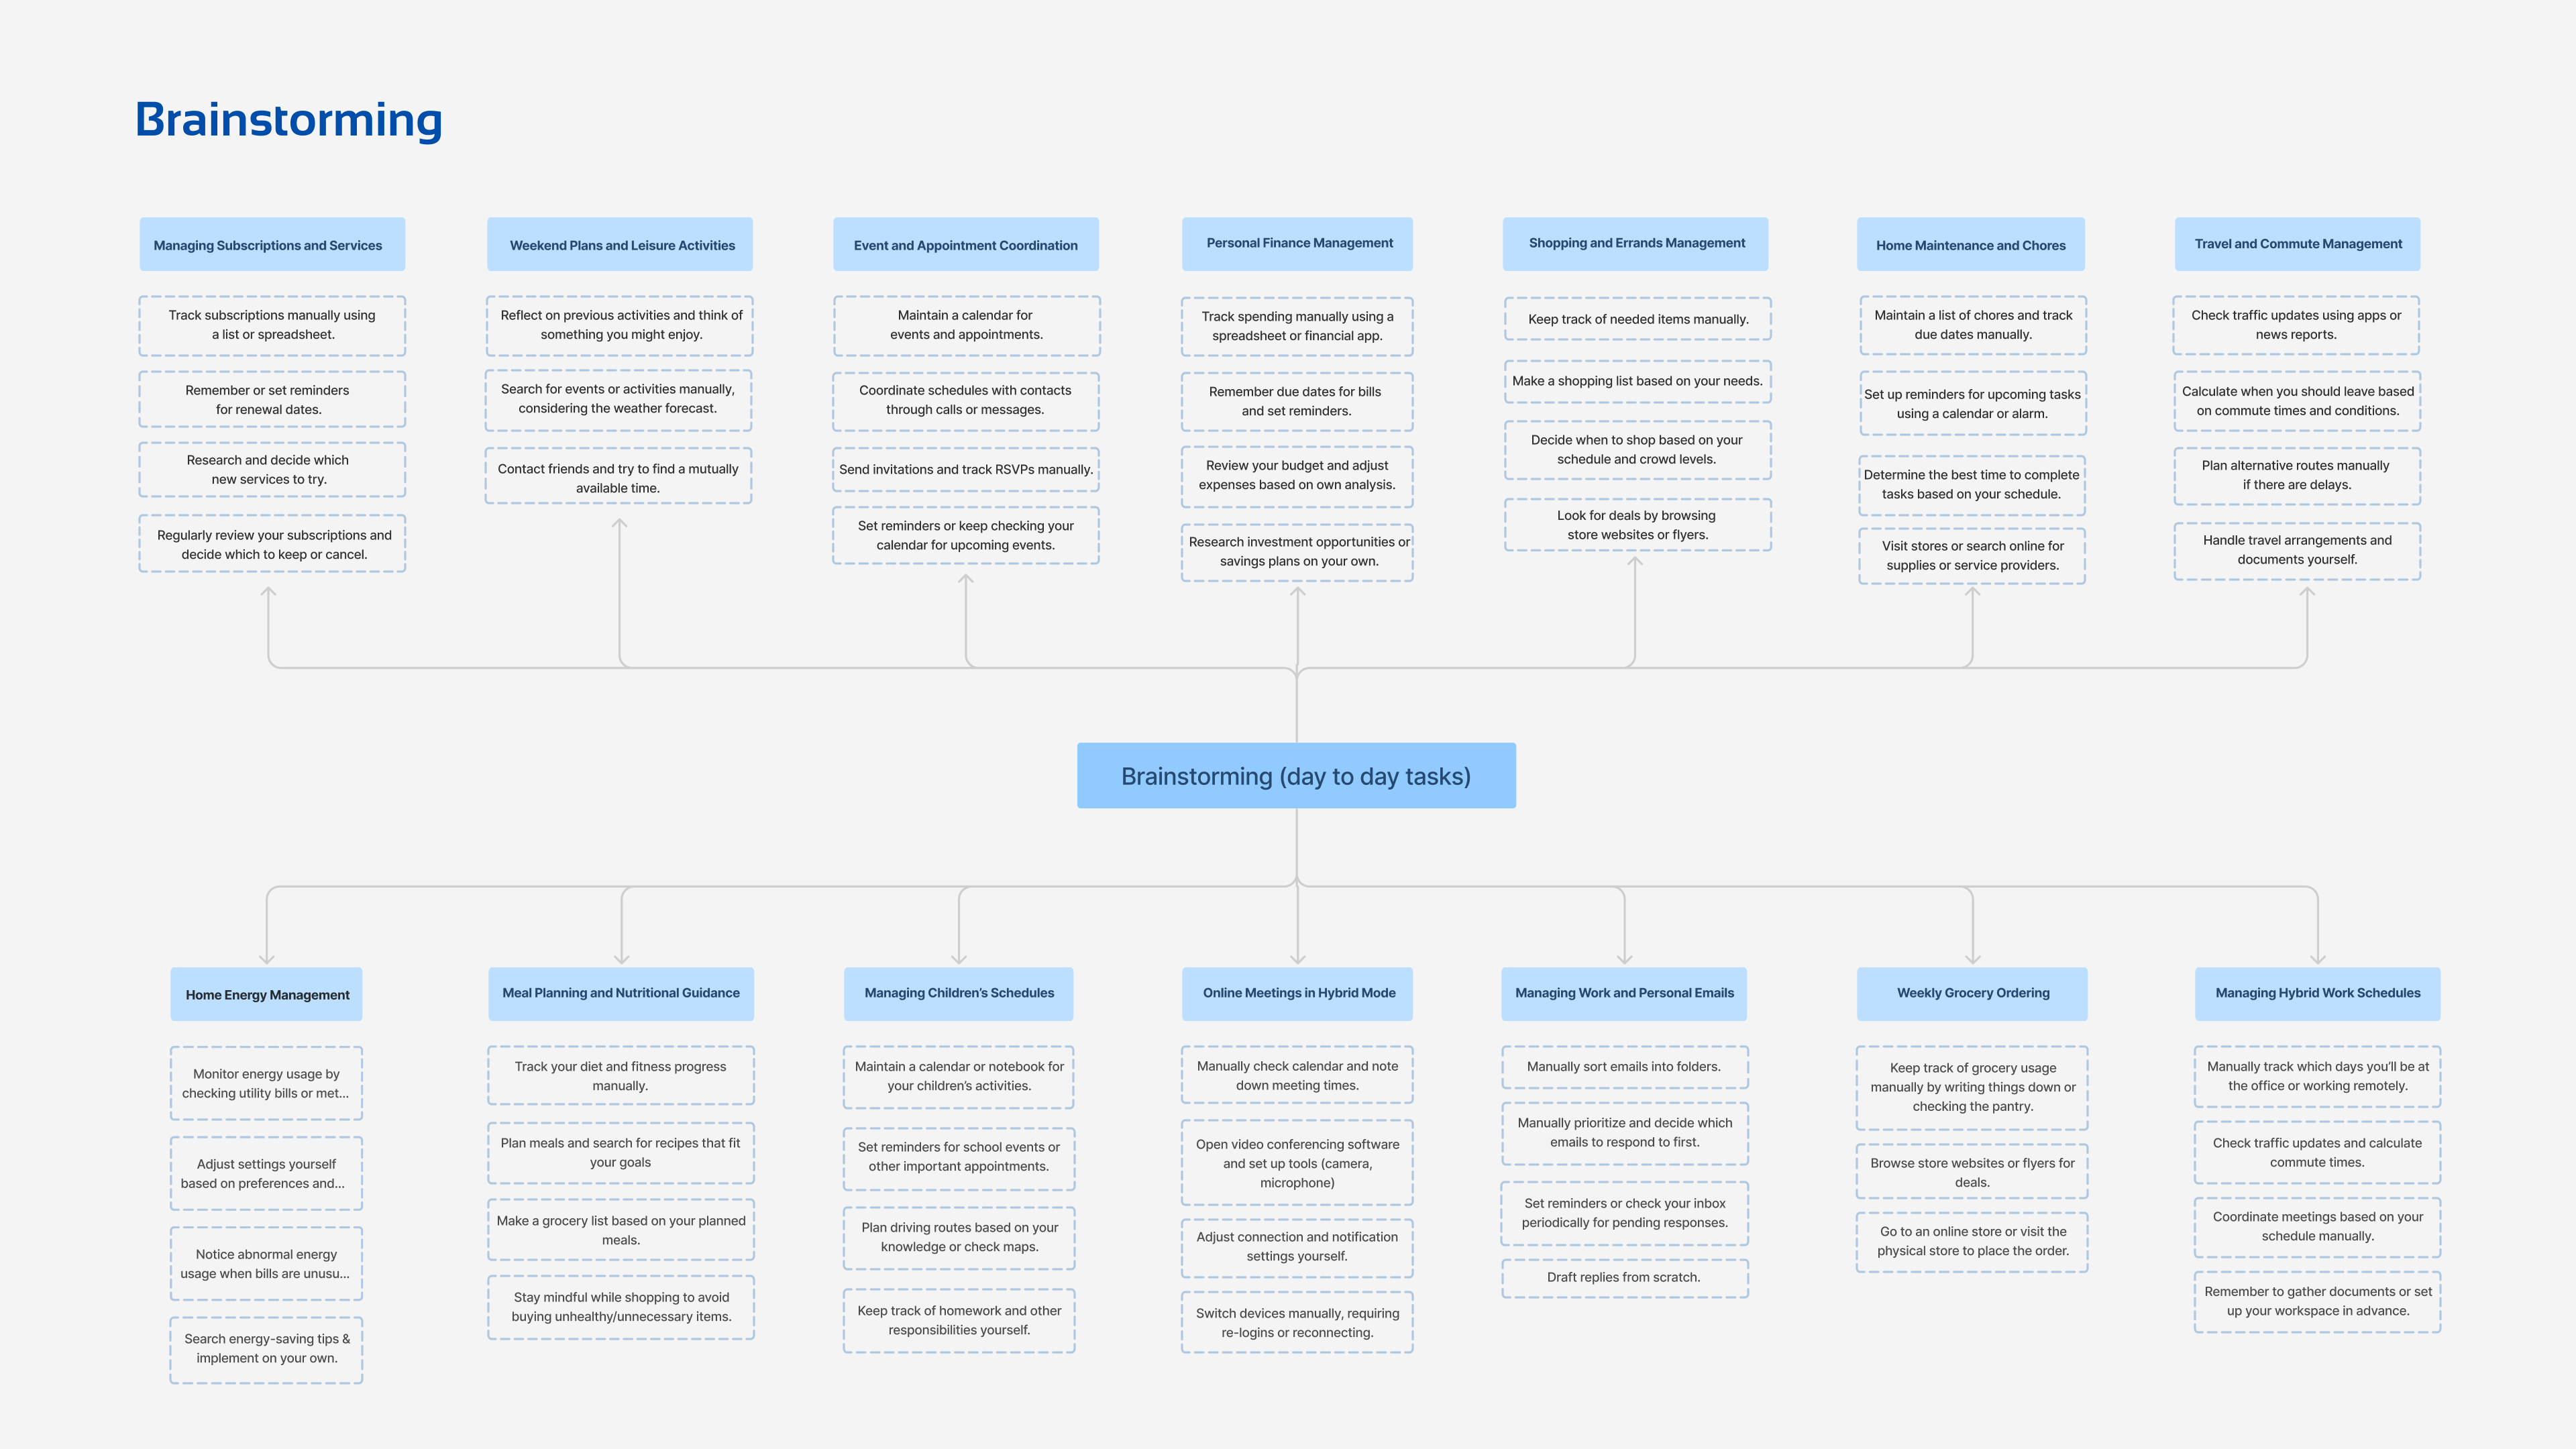 Brainstorming
Managing Subscriptions and Services
Track subscriptions manually using
a list or spreadsheet.
Remember or set reminders
for renewal dates.
Research and decide which
new services to try.
Regularly review your subscriptions and
decide which to keep or cancel.
Weekend Plans and Leisure Activities
Reflect on previous activities and think of
something you might enjoy.
Search for events or activities manually,
considering the weather forecast.
Contact friends and try to find a mutually
available time.
Event and Appointment Coordination
Maintain a calendar for
events and appointments.
Coordinate schedules with contacts
through calls or messages.
Send invitations and track RSVPs manually.
Set reminders or keep checking your
calendar for upcoming events.
Personal Finance Management
Track spending manually using a
spreadsheet or financial app.
Remember due dates for bills
and set reminders.
Review your budget and adjust
expenses based on own analysis.
Research investment opportunities or
savings plans on your own.
Shopping and Errands Management
Keep track of needed items manually.
Make a shopping list based on your needs.
Decide when to shop based on your
schedule and crowd levels.
Look for deals by browsing
store websites or flyers.
Home Maintenance and Chores
Maintain a list of chores and track
due dates manually.
Set up reminders for upcoming tasks
using a calendar or alarm.
Determine the best time to complete
tasks based on your schedule.
Visit stores or search online for
supplies or service providers.
Travel and Commute Management
Check traffic updates using apps or
news reports.
Calculate when you should leave based
on commute times and conditions.
Plan alternative routes manually
if there are delays.
Handle travel arrangements and
documents yourself.
Brainstorming (day to day tasks)
Home Energy Management
Monitor energy usage by
checking utility bills or met...
Adjust settings yourself
based on preferences and...
Notice abnormal energy
usage when bills are unusu...
Search energy-saving tips &
implement on your own.
Meal Planning and Nutritional Guidance
Track your diet and fitness progress
manually.
Plan meals and search for recipes that fit
your goals
Make a grocery list based on your planned
meals.
Stay mindful while shopping to avoid
buying unhealthy/unnecessary items.
Managing Children's Schedules
Maintain a calendar or notebook for
your children's activities.
Set reminders for school events or
other important appointments.
Plan driving routes based on your
knowledge or check maps.
Keep track of homework and other
responsibilities yourself.
Online Meetings in Hybrid Mode
Manually check calendar and note
down meeting times.
Open video conferencing software
and set up tools (camera,
microphone)
Adjust connection and notification
settings yourself.
Switch devices manually, requiring
re-logins or reconnecting.
Managing Work and Personal Emails
Manually sort emails into folders.
Manually prioritize and decide which
emails to respond to first.
Set reminders or check your inbox
periodically for pending responses.
Draft replies from scratch.
Weekly Grocery Ordering
Keep track of grocery usage
manually by writing things down or
checking the pantry.
Browse store websites or flyers for
deals.
Go to an online store or visit the
physical store to place the order.
Managing Hybrid Work Schedules
Manually track which days you'll be at
the office or working remotely.
Check traffic updates and calculate
commute times.
Coordinate meetings based on your
schedule manually.
Remember to gather documents or set
up your workspace in advance.